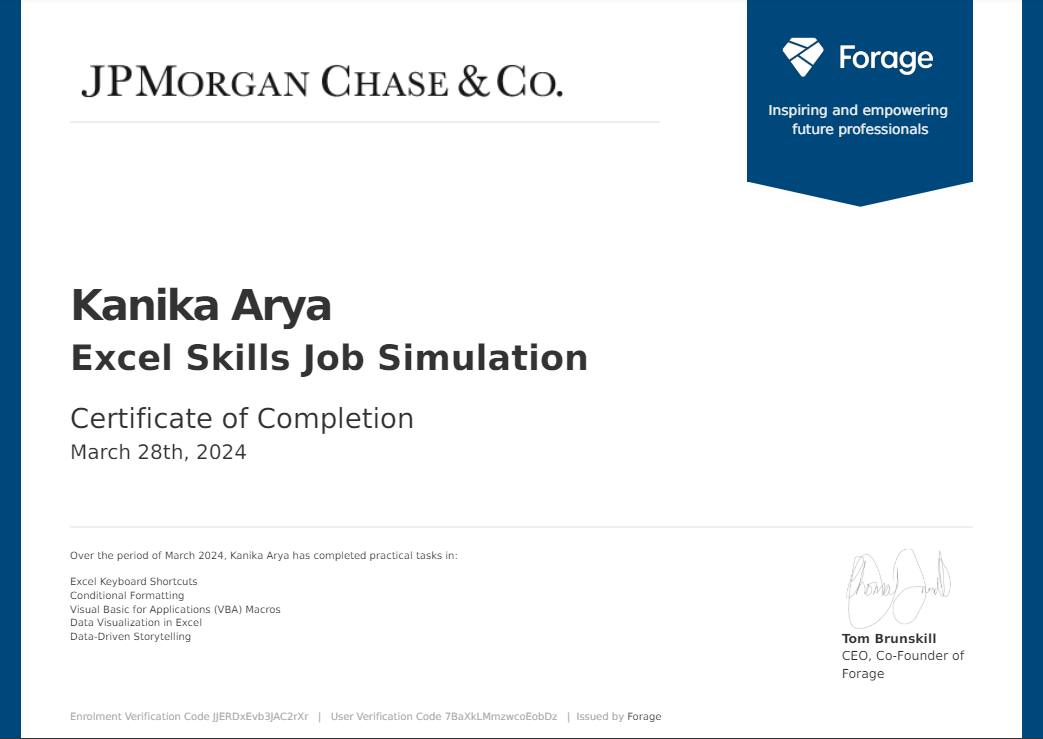 JPMORGAN CHASE & CO.
Forage
Inspiring and empowering
future professionals
Kanika Arya
Excel Skills Job Simulation
Certificate of Completion
March 28th, 2024
Over the period of March 2024, Kanika Arya has completed practical tasks in:
Excel Keyboard Shortcuts
Conditional Formatting
Visual Basic for Applications (VBA) Macros
Data Visualization in Excel
Data-Driven Storytelling
Tom Brunskill
CEO, Co-Founder of
Forage
Enrolment Verification Code JJERDxEvb3JAC2rXr | User Verification Code 7BaXkLMmzwcoEobDz | Issued by Forage